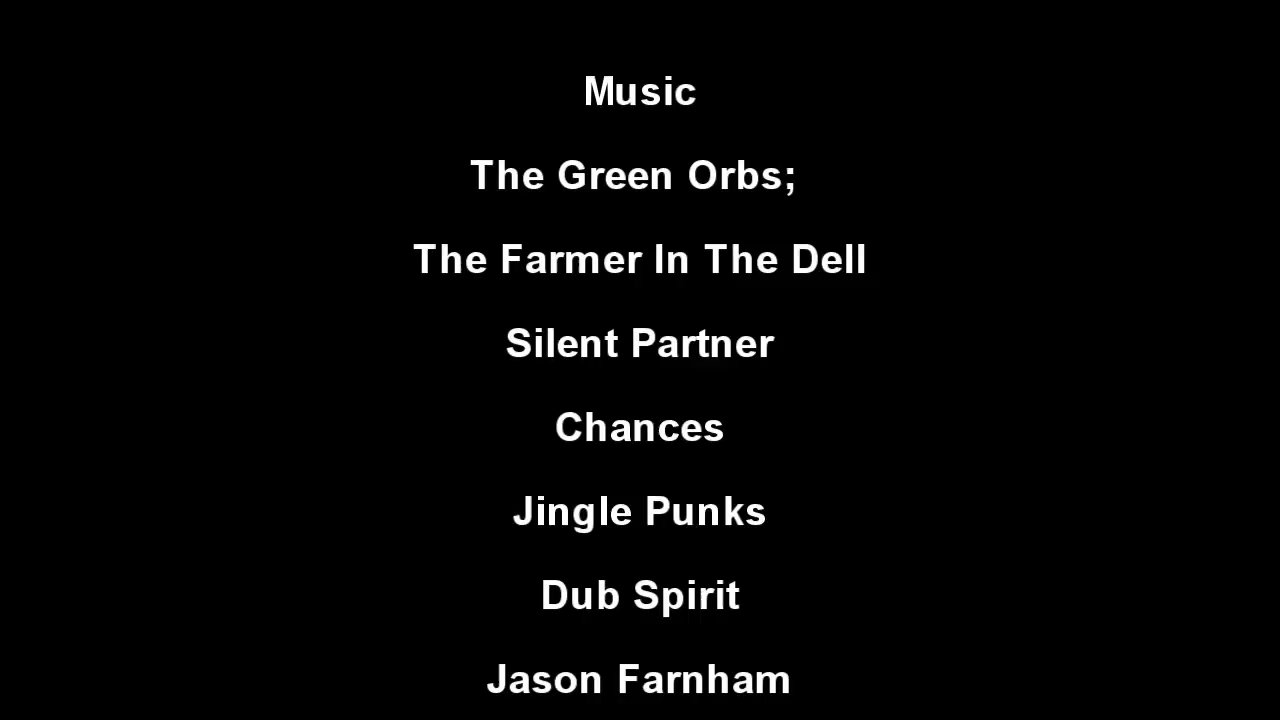 Music
The Green Orbs;
The Farmer In The Dell
Silent Partner
Chances
Jingle Punks
Dub Spirit
Jason Farnham